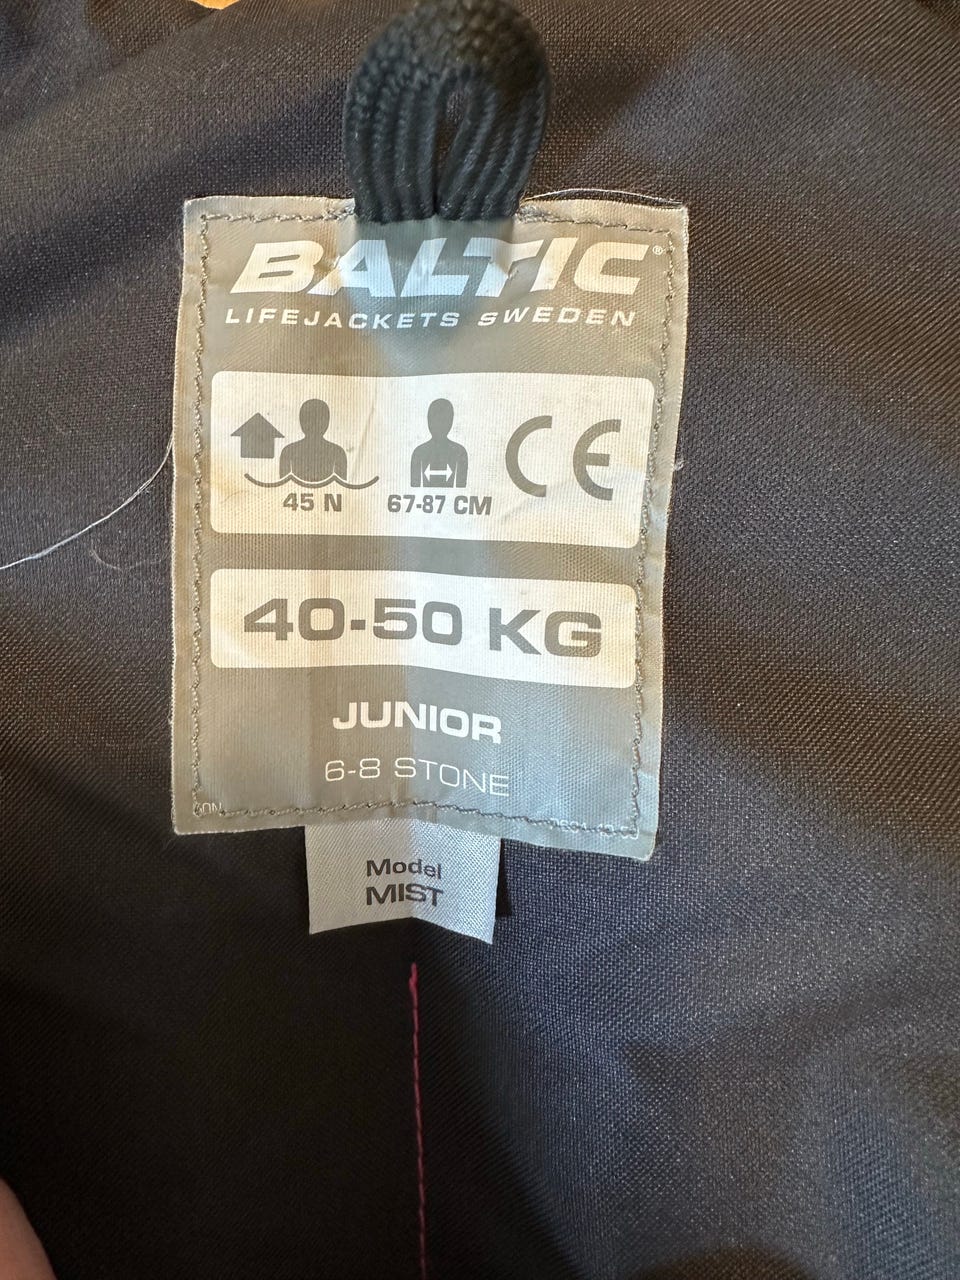 BALTIC®
LIFEJACKETS SWEDEN
45 N 67-87 CM CE
40-50 KG
JUNIOR
6-8 STONE
Model
MIST